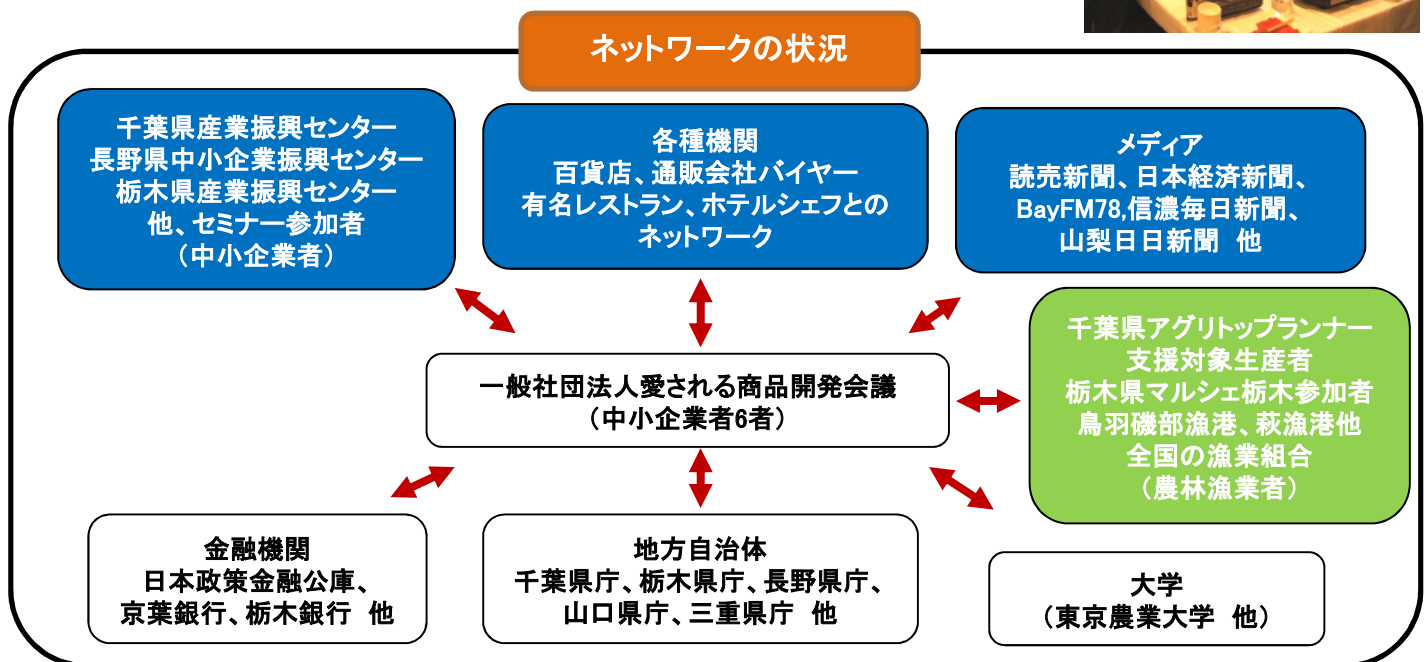 ネットワークの状況
千葉県産業振興センター
長野県中小企業振興センター
栃木県産業振興センター
他、セミナー参加者
(中小企業者)
各種機関
百貨店、通販会社バイヤー
有名レストラン、ホテルシェフとの
ネットワーク
メディア
読売新聞、日本経済新聞、
BayFM78,信濃毎日新聞、
山梨日日新聞　他
一般社団法人愛される商品開発会議
(中小企業者6者)
千葉県アグリトップランナー
支援対象生産者
栃木県マルシェ栃木参加者
鳥羽磯部漁港、萩漁港他
全国の漁業組合
(農林漁業者)
金融機関
日本政策金融公庫、
京葉銀行、栃木銀行　他
地方自治体
千葉県庁、栃木県庁、長野県庁、
山口県庁、三重県庁　他
大学
(東京農業大学　他)